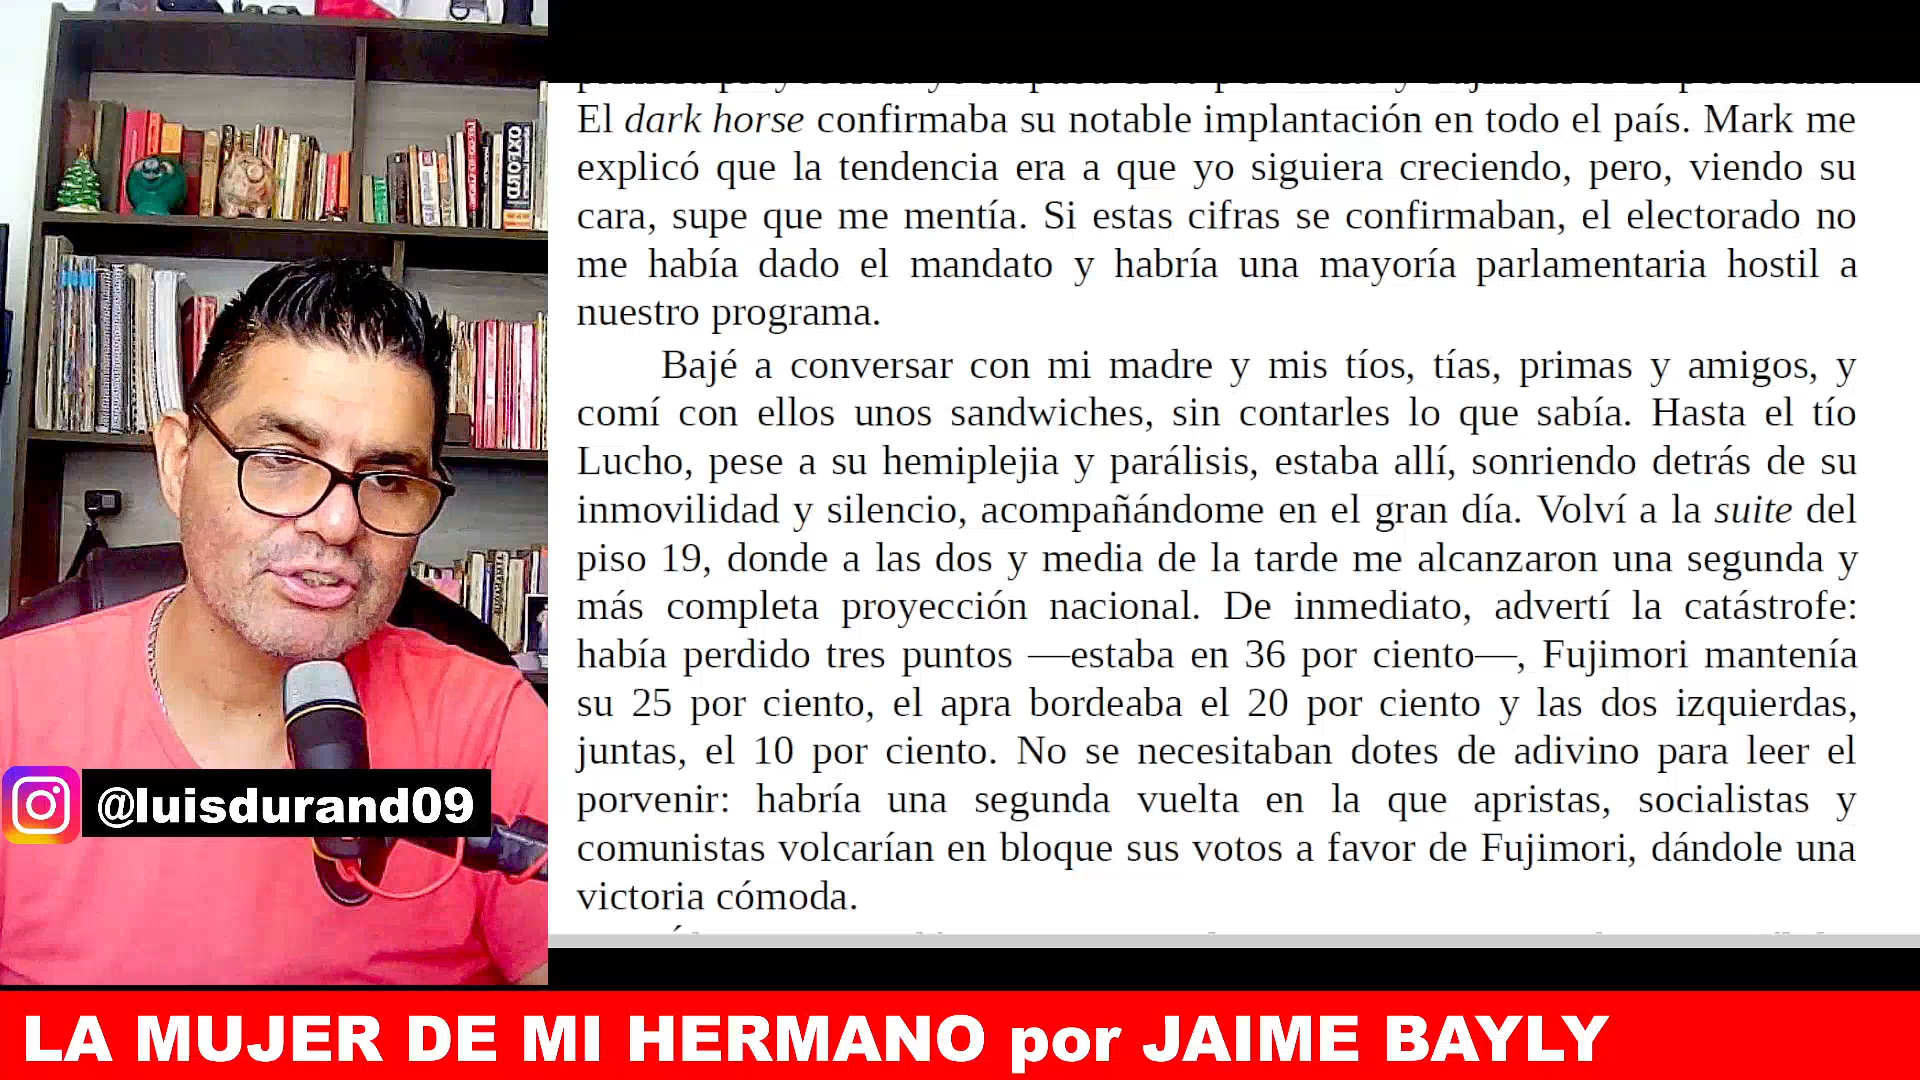 El dark horse confirmaba su notable implantación en todo el país. Mark me
explicó que la tendencia era a que yo siguiera creciendo, pero, viendo su
cara, supe que me mentía. Si estas cifras se confirmaban, el electorado no
me había dado el mandato y habría una mayoría parlamentaria hostil a
nuestro programa.
Bajé a conversar con mi madre y mis tíos, tías, primas y amigos, y
comí con ellos unos sandwiches, sin contarles lo que sabía. Hasta el tío
Lucho, pese a su hemiplejia y parálisis, estaba allí, sonriendo detrás de su
inmovilidad y silencio, acompañándome en el gran día. Volví a la suite del
piso 19, donde a las dos y media de la tarde me alcanzaron una segunda y
más completa proyección nacional. De inmediato, advertí la catástrofe:
había perdido tres puntos —estaba en 36 por ciento—, Fujimori mantenía
su 25 por ciento, el apra bordeaba el 20 por ciento y las dos izquierdas,
juntas, el 10 por ciento. No se necesitaban dotes de adivino para leer el
porvenir: habría una segunda vuelta en la que apristas, socialistas y
comunistas volcarían en bloque sus votos a favor de Fujimori, dándole una
victoria cómoda.
OXFORD
@luisdurand09
LA MUJER DE MI HERMANO por JAIME BAYLY